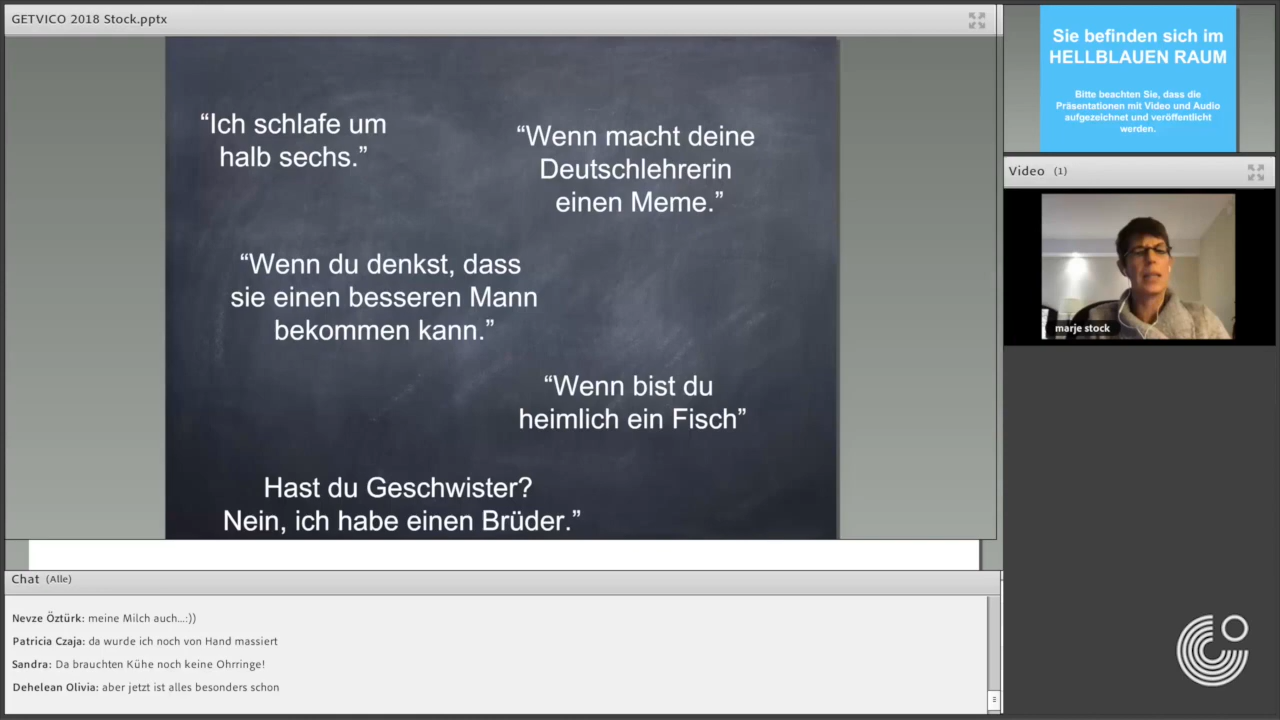 GETVICO 2018 Stock.pptx
“Ich schlafe um
halb sechs.”
“Wenn macht deine
Deutschlehrerin
einen Meme.”
“Wenn du denkst, dass
sie einen besseren Mann
bekommen kann.”
“Wenn bist du
heimlich ein Fisch”
Hast du Geschwister?
Nein, ich habe einen Brüder.”
Sie befinden sich im
HELLBLAUEN RAUM
Bitte beachten Sie, dass die
Präsentationen mit Video und Audio
aufgezeichnet und veröffentlicht
werden.
Video (1)
marje stock
Chat (Alle)
Nevze Öztürk: meine Milch auch...:))
Patricia Czaja: da wurde ich noch von Hand massiert
Sandra: Da brauchten Kühe noch keine Ohrringe!
Dehelean Olivia: aber jetzt ist alles besonders schon